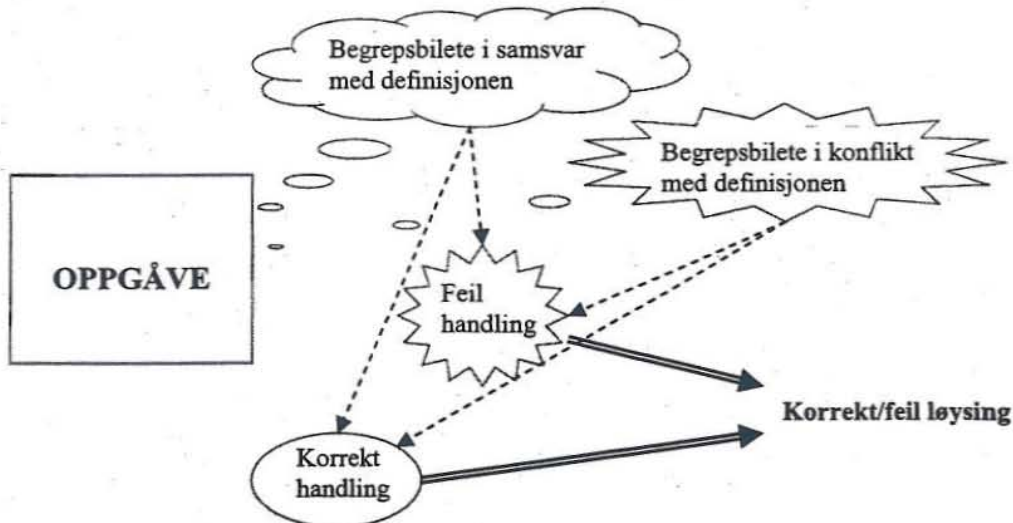 Begrepsbilete i samsvar
med definisjonen
Begrepsbilete i konflikt
med definisjonen
OPPGÅVE
Feil
handling
Korrekt/feil løysing
Korrekt
handling